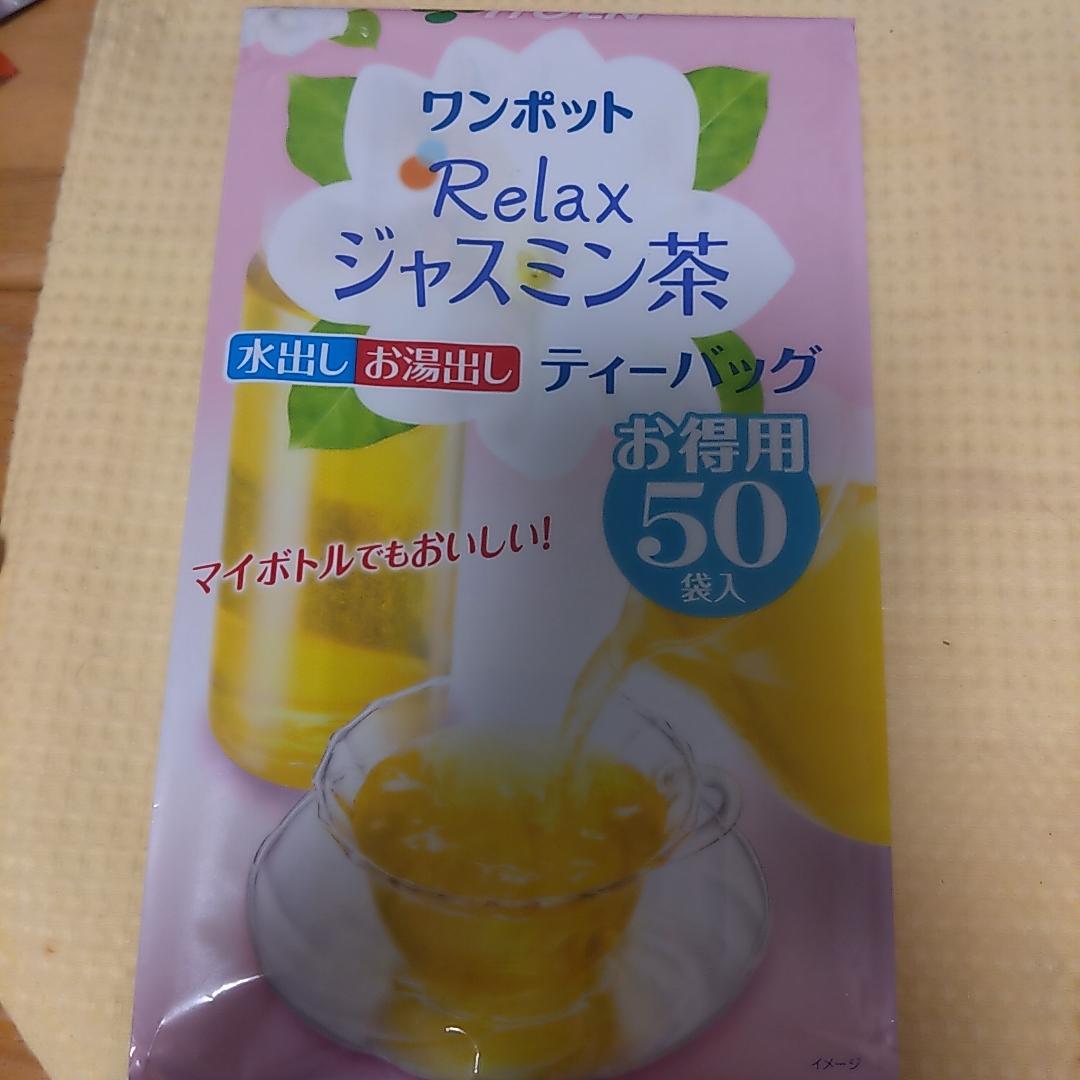 ITO EN
ワンポット
Relax
ジャスミン茶
水出し お湯出し ティーバッグ
お得用
50
袋入
マイボトルでもおいしい!
イメージ